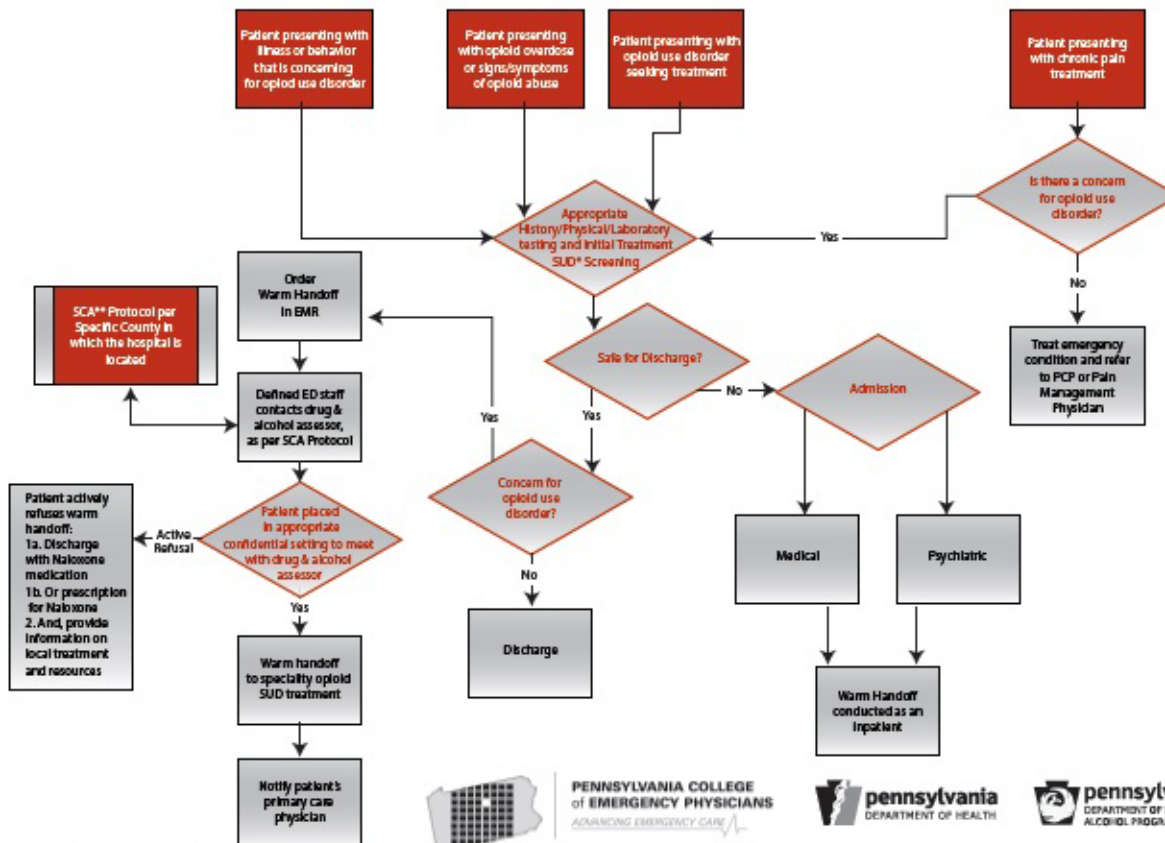 Patient presenting with
illness or behavior
that is concerning
for opiod use disorder
Patient presenting
with opioid overdose
or signs/symptoms
of opioid abuse
Patient presenting with
opioid use disorder
seeking treatment
Patient presenting
with chronic pain
treatment
Is there a concern
for opioid use
disorder?
Yes
No
Appropriate
History/Physical/Laboratory
testing and Initial Treatment
SUD* Screening
Treat emergency
condition and refer
to PCP or Pain
Management
Physician
Order
Warm Handoff
in EMR
SCA** Protocol per
Specific County in
which the hospital is
located
Safe for Discharge?
No
Yes
Admission
Defined ED staff
contacts drug &
alcohol assessor,
as per SCA Protocol
Yes
Concern for
opioid use
disorder?
No
Discharge
Medical
Psychiatric
Warm Handoff
conducted as an
Inpatient
Patient placed
in appropriate
confidential setting to meet
with drug & alcohol
assessor
Active
Refusal
Patient actively
refuses warm
handoff:
1a. Discharge
with Naloxone
medication
1b. Or prescription
for Naloxone
2. And, provide
information on
local treatment
and resources
Yes
Warm handoff
to speciality opioid
SUD treatment
Notify patient's
primary care
physician
PENNSYLVANIA COLLEGE
of EMERGENCY PHYSICIANS
ADVANCING EMERGENCY CARE
pennsylvania
DEPARTMENT OF HEALTH
pennsylv
DEPARTMENT OF
ALCOHOL PROGR